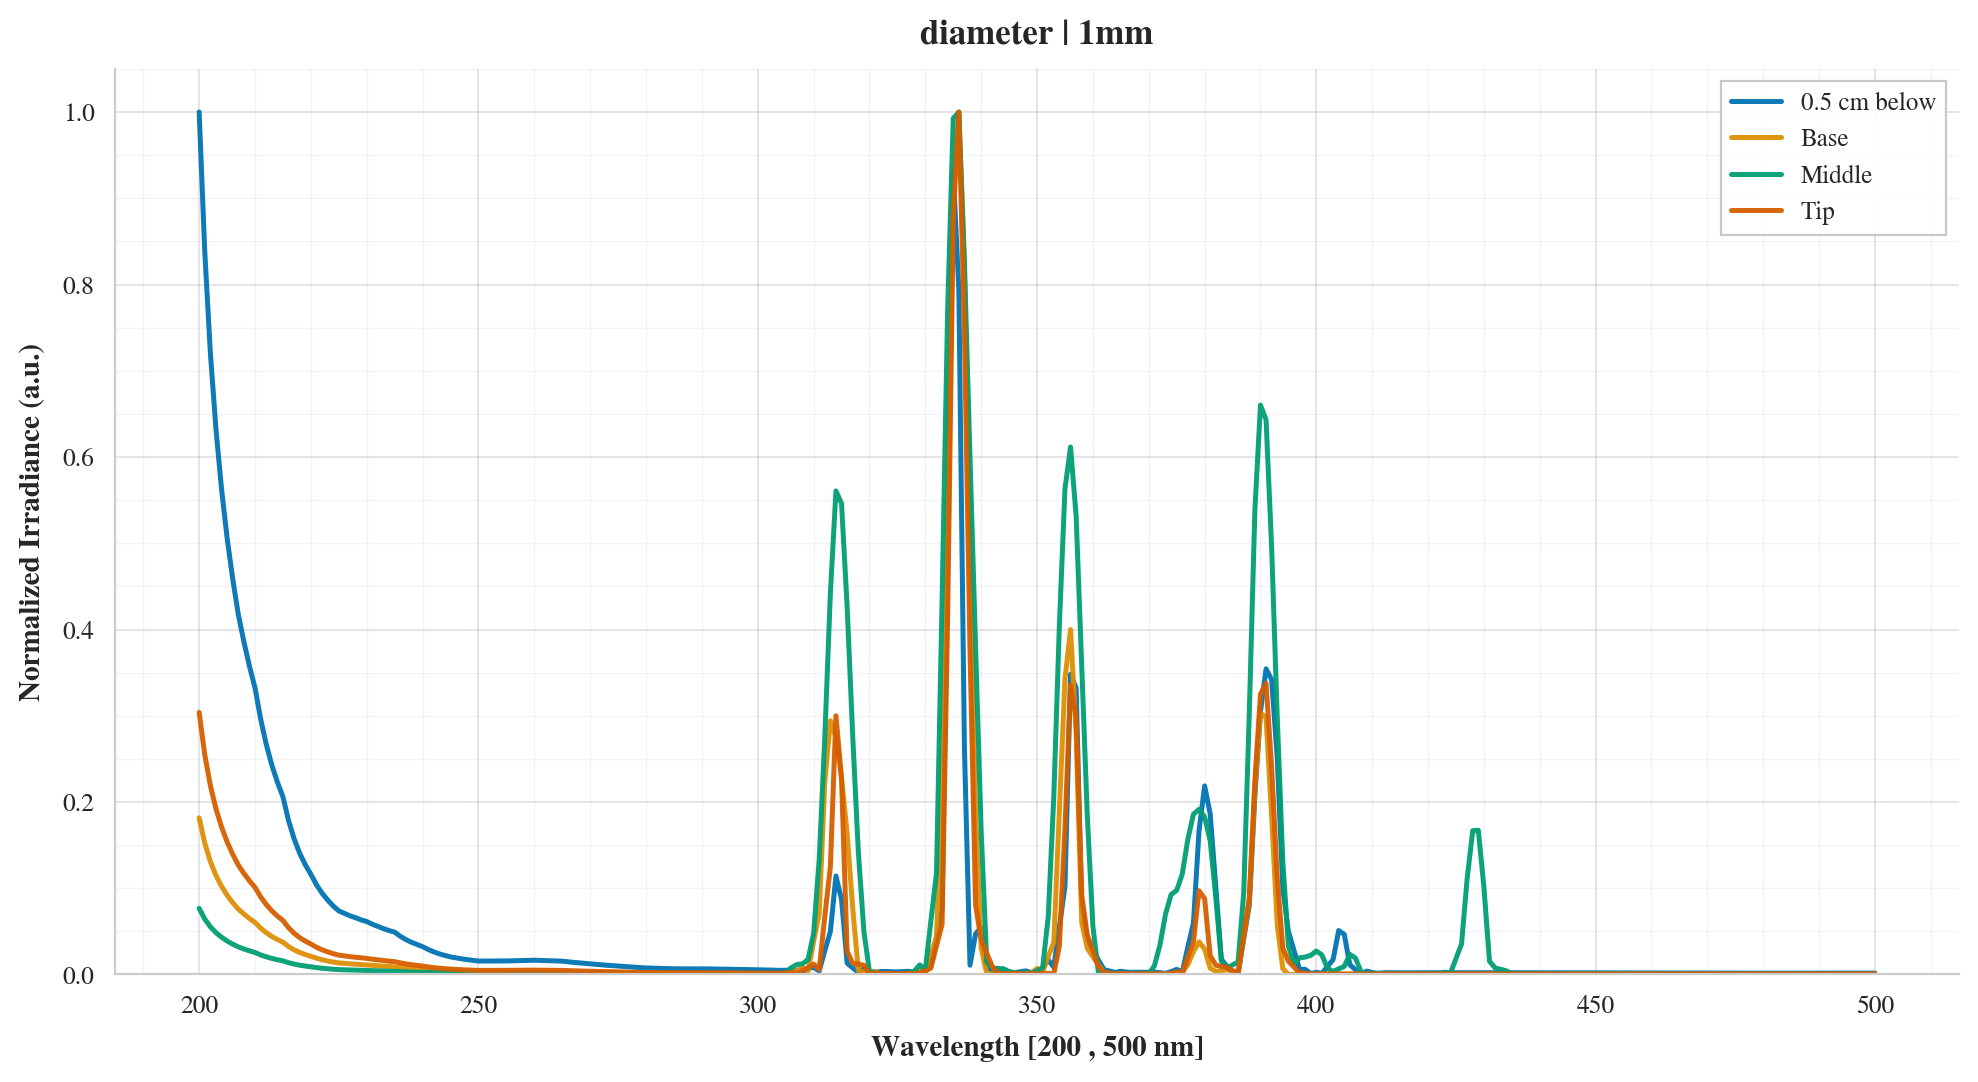 diameter | 1mm
1.0
0.8
0.6
0.4
0.2
0.0
Normalized Irradiance (a.u.)
0.5 cm below
Base
Middle
Tip
200 250 300 350 400 450 500
Wavelength [200 , 500 nm]